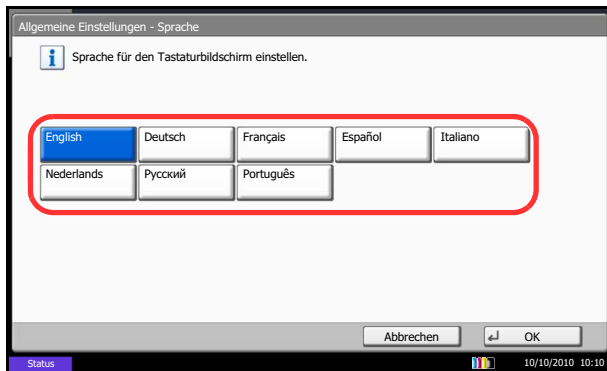 Allgemeine Einstellungen - Sprache
Sprache für den Tastaturbildschirm einstellen.
English Deutsch Français Español Italiano
Nederlands Русский Português
Abbrechen OK
Status 10/10/2010 10:10